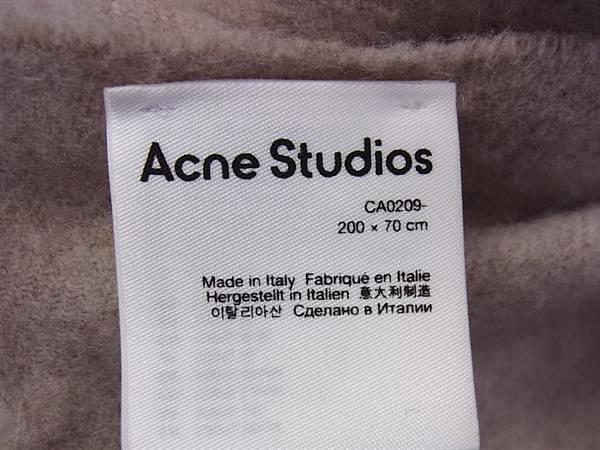 Acne Studios
CA0209-
200 × 70 cm
Made in Italy Fabriqué en Italie
Hergestellt in Italien 意大利制造
이탈리아산 Сделано в Италии